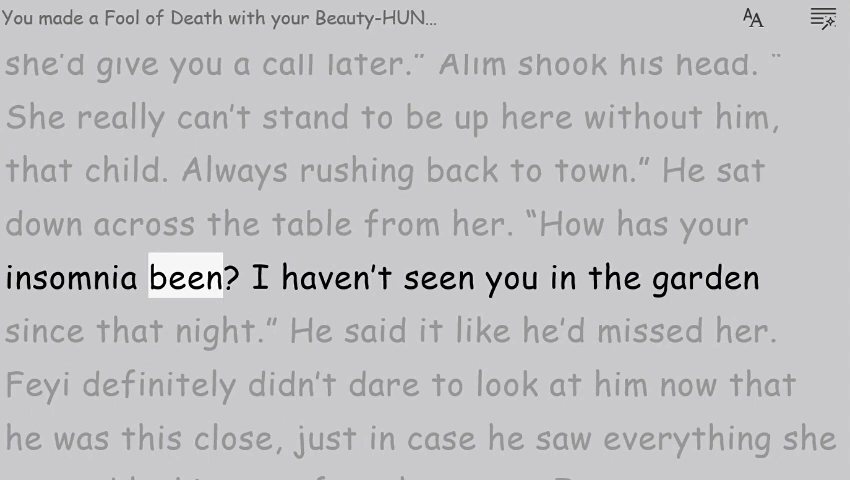 You made a Fool of Death with your Beauty-HUN...
she'd give you a call later.” Alim shook his head. “
She really can't stand to be up here without him,
that child. Always rushing back to town.” He sat
down across the table from her. “How has your
insomnia been? I haven't seen you in the garden
since that night.” He said it like he'd missed her.
Feyi definitely didn't dare to look at him now that
he was this close, just in case he saw everything she